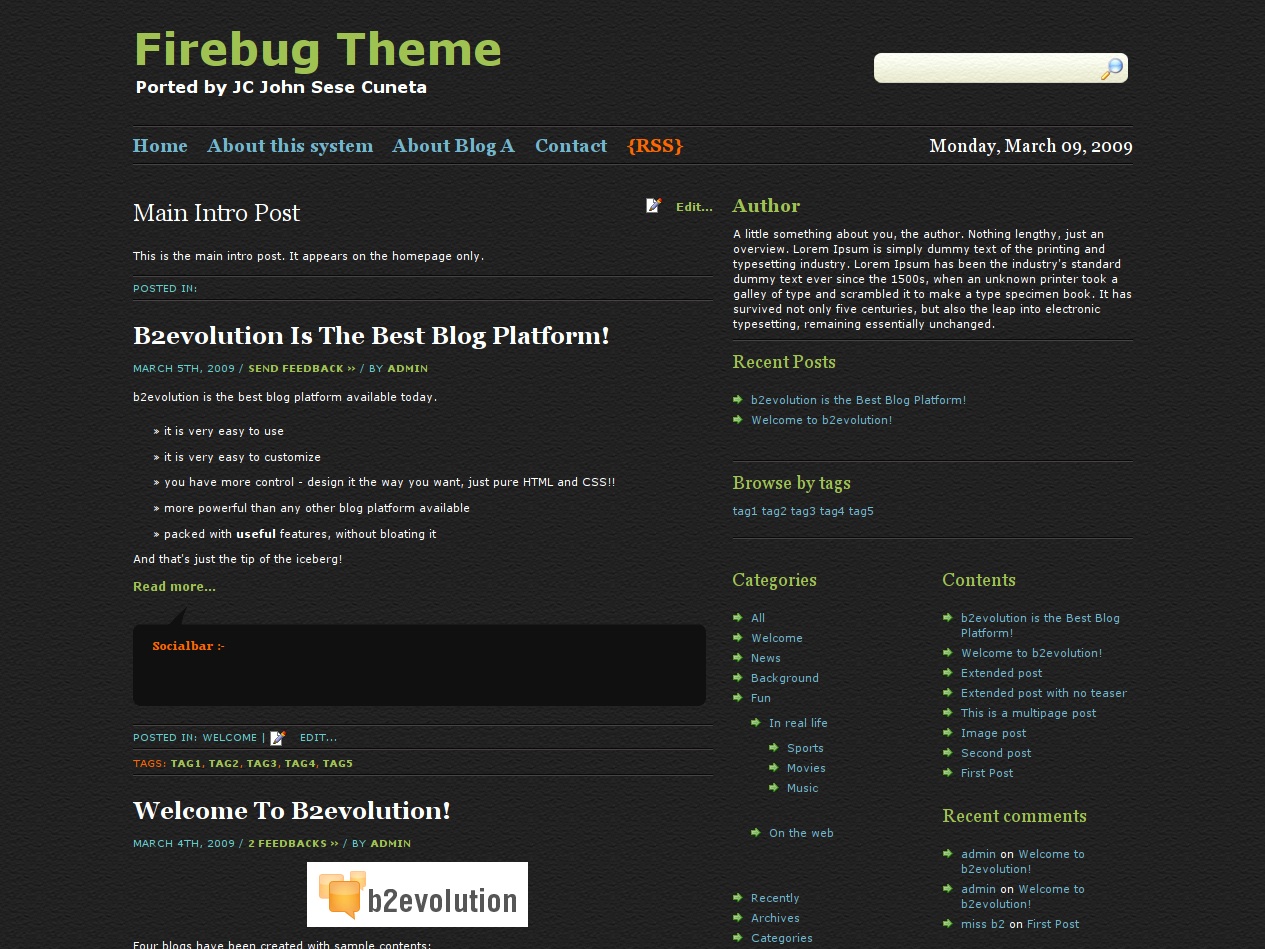 Firebug Theme
Ported by JC John Sese Cuneta
Home About this system About Blog A Contact {RSS}
Monday, March 09, 2009
Main Intro Post
Edit...
This is the main intro post. It appears on the homepage only.
POSTED IN:
B2evolution Is The Best Blog Platform!
MARCH 5TH, 2009 / SEND FEEDBACK » / BY ADMIN
b2evolution is the best blog platform available today.
» it is very easy to use
» it is very easy to customize
» you have more control - design it the way you want, just pure HTML and CSS!!
» more powerful than any other blog platform available
» packed with useful features, without bloating it
And that's just the tip of the iceberg!
Read more...
Socialbar :-
POSTED IN: WELCOME | EDIT...
TAGS: TAG1, TAG2, TAG3, TAG4, TAG5
Welcome To B2evolution!
MARCH 4TH, 2009 / 2 FEEDBACKS » / BY ADMIN
b2evolution
Four blogs have been created with sample contents:
Author
A little something about you, the author. Nothing lengthy, just an
overview. Lorem Ipsum is simply dummy text of the printing and
typesetting industry. Lorem Ipsum has been the industry's standard
dummy text ever since the 1500s, when an unknown printer took a
galley of type and scrambled it to make a type specimen book. It has
survived not only five centuries, but also the leap into electronic
typesetting, remaining essentially unchanged.
Recent Posts
b2evolution is the Best Blog Platform!
Welcome to b2evolution!
Browse by tags
tag1 tag2 tag3 tag4 tag5
Categories
All
Welcome
News
Background
Fun
In real life
Sports
Movies
Music
On the web
Recently
Archives
Categories
Contents
b2evolution is the Best Blog
Platform!
Welcome to b2evolution!
Extended post
Extended post with no teaser
This is a multipage post
Image post
Second post
First Post
Recent comments
admin on Welcome to
b2evolution!
admin on Welcome to
b2evolution!
miss b2 on First Post